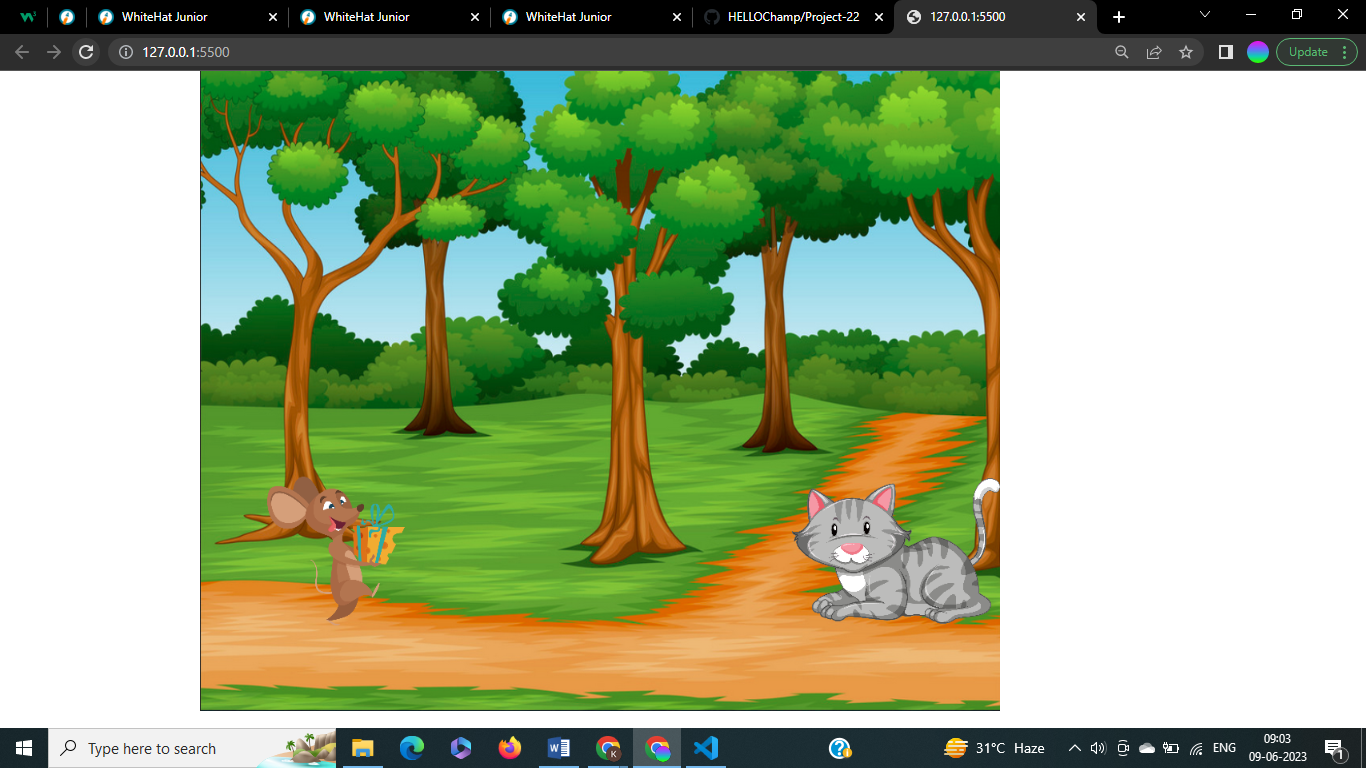 WhiteHat Junior
WhiteHat Junior
WhiteHat Junior
HELLOChamp/Project-22
127.0.0.1:5500
127.0.0.1:5500
Update
Type here to search
31°C Haze
ENG
09:03
09-06-2023
1